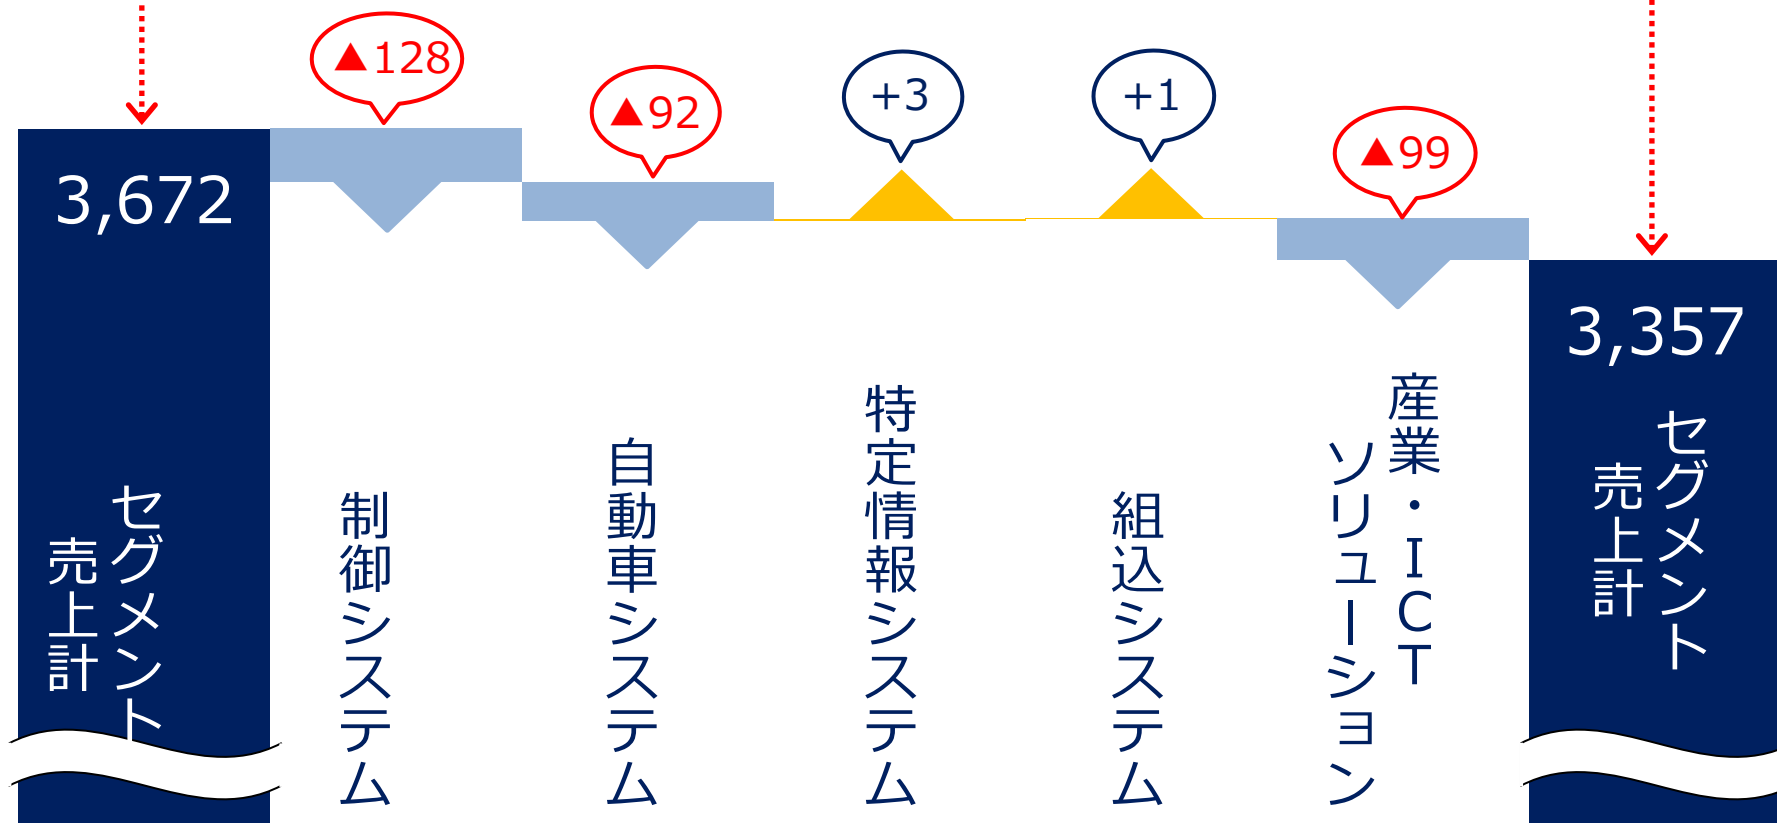 ▲128
▲92
+3
+1
▲99
3,672
3,357
セグメント
売上計
制御システム
自動車システム
特定情報システム
組込システム
産業・ICT
ソリューション
セグメント
売上計